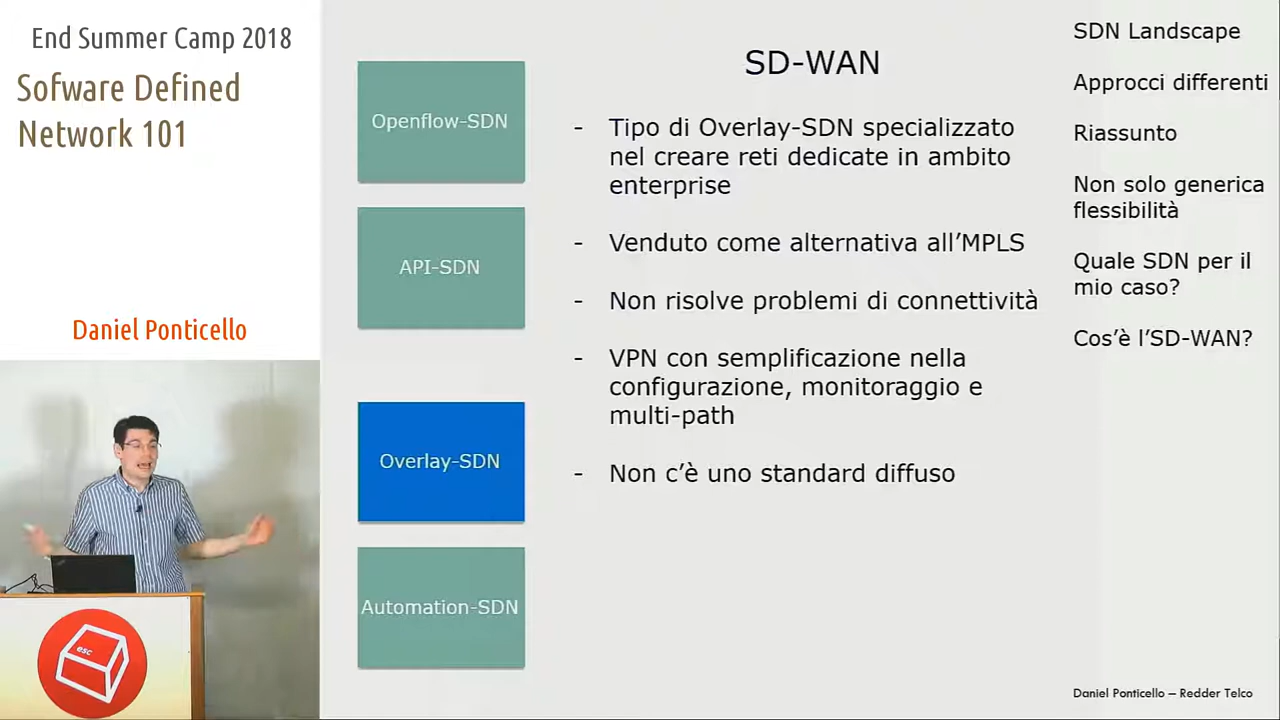 End Summer Camp 2018
Sofware Defined
Network 101
Daniel Ponticello
esc
Openflow-SDN
API-SDN
Overlay-SDN
Automation-SDN
SD-WAN
- Tipo di Overlay-SDN specializzato
nel creare reti dedicate in ambito
enterprise
- Venduto come alternativa all’MPLS
- Non risolve problemi di connettività
- VPN con semplificazione nella
configurazione, monitoraggio e
multi-path
- Non c’è uno standard diffuso
SDN Landscape
Approcci differenti
Riassunto
Non solo generica
flessibilità
Quale SDN per il
mio caso?
Cos’è l’SD-WAN?
Daniel Ponticello – Redder Telco